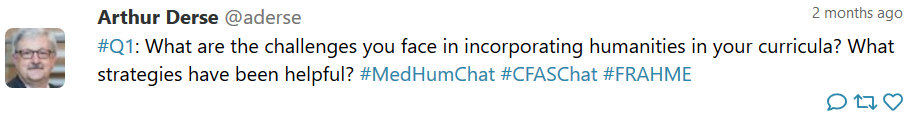 Arthur Derse @aderse 2 months ago
#Q1: What are the challenges you face in incorporating humanities in your curricula? What
strategies have been helpful? #MedHumChat #CFASChat #FRAHME